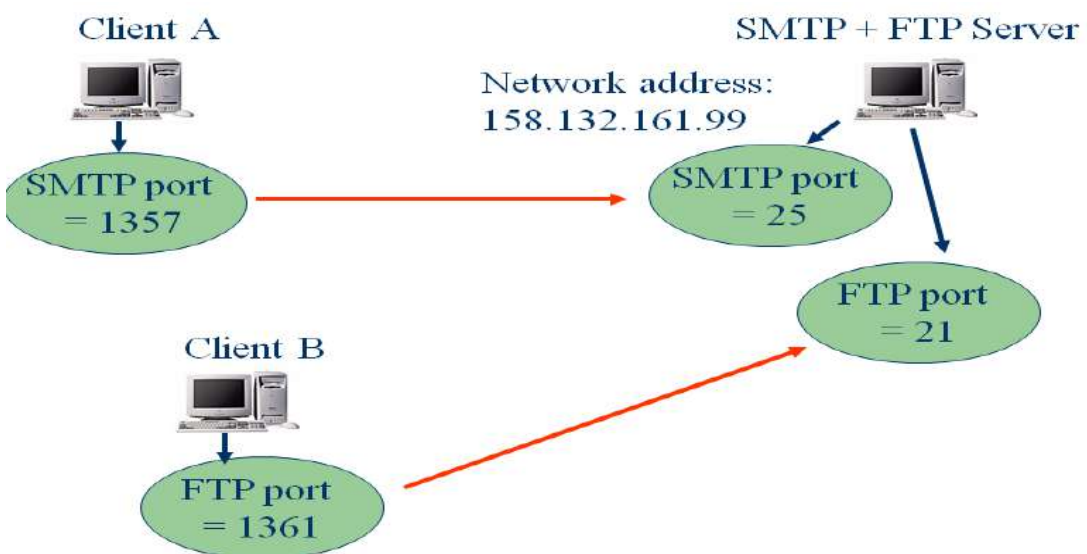 Client A
SMTP + FTP Server
Network address:
158.132.161.99
SMTP port
= 1357
SMTP port
= 25
FTP port
= 21
Client B
FTP port
= 1361